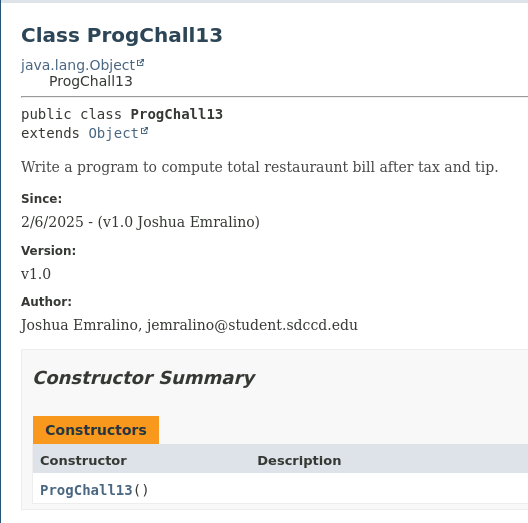 Class ProgChall13
java.lang.Object
ProgChall13
public class ProgChall13
extends Object
Write a program to compute total restauraunt bill after tax and tip.
Since:
2/6/2025 - (v1.0 Joshua Emralino)
Version:
v1.0
Author:
Joshua Emralino, jemralino@student.sdccd.edu
Constructor Summary
Constructors
Constructor Description
ProgChall13()